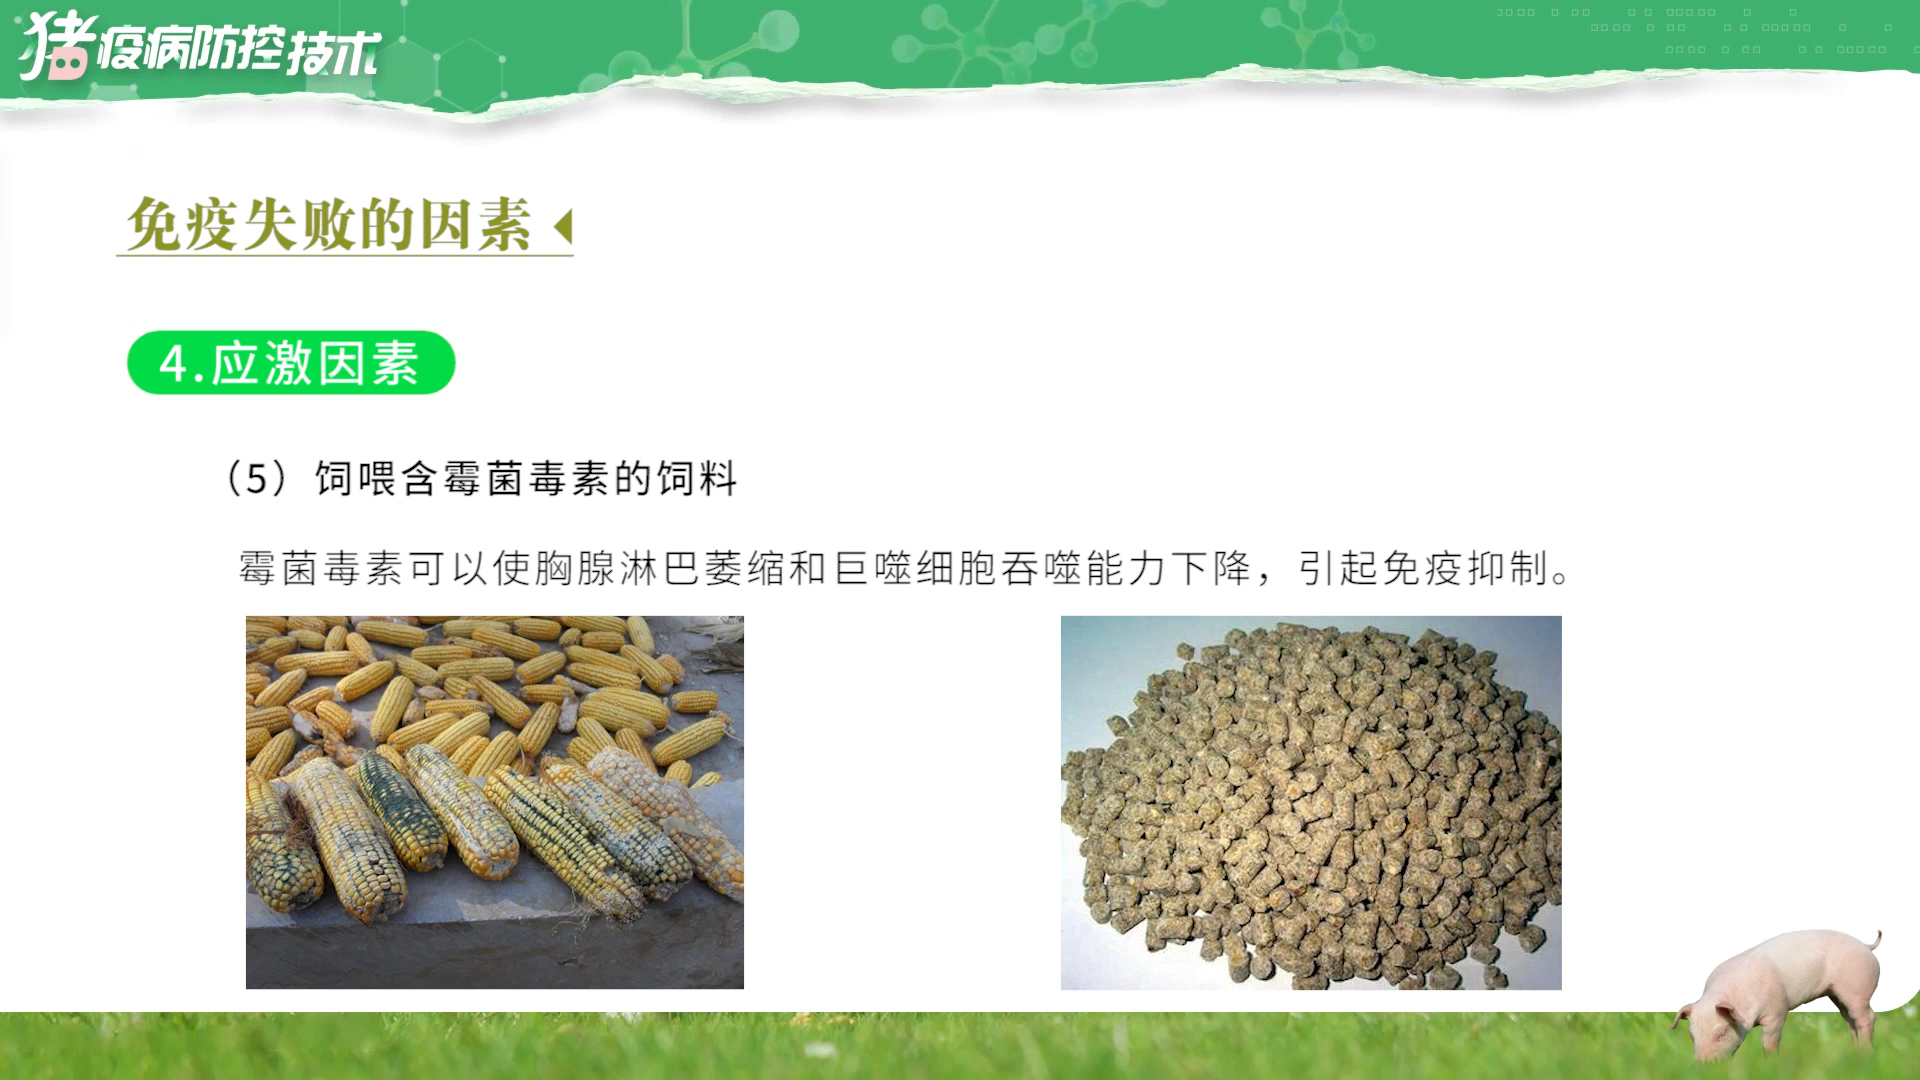 猪疫病防控技术
免疫失败的因素
4.应激因素
（5）饲喂含霉菌毒素的饲料
霉菌毒素可以使胸腺淋巴萎缩和巨噬细胞吞噬能力下降，引起免疫抑制。